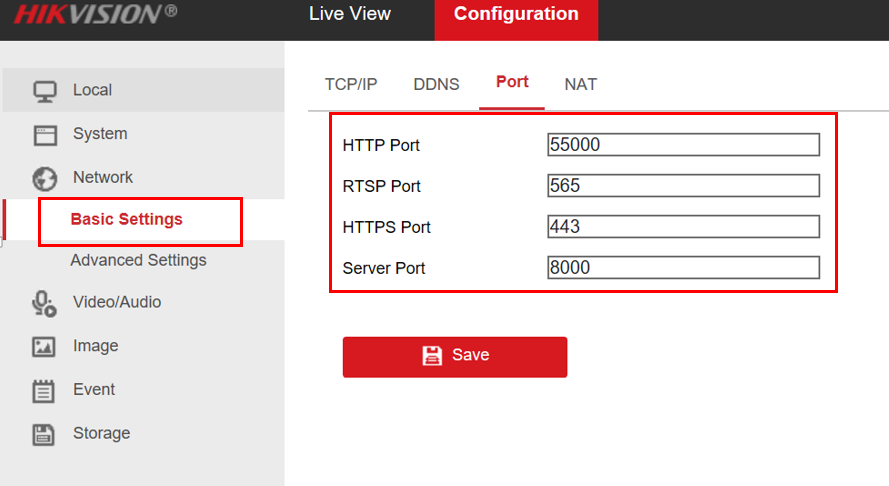 HIKVISION®
Live View
Configuration
Local
System
Network
Basic Settings
Advanced Settings
Video/Audio
Image
Event
Storage
TCP/IP
DDNS
Port
NAT
HTTP Port 55000
RTSP Port 565
HTTPS Port 443
Server Port 8000
Save